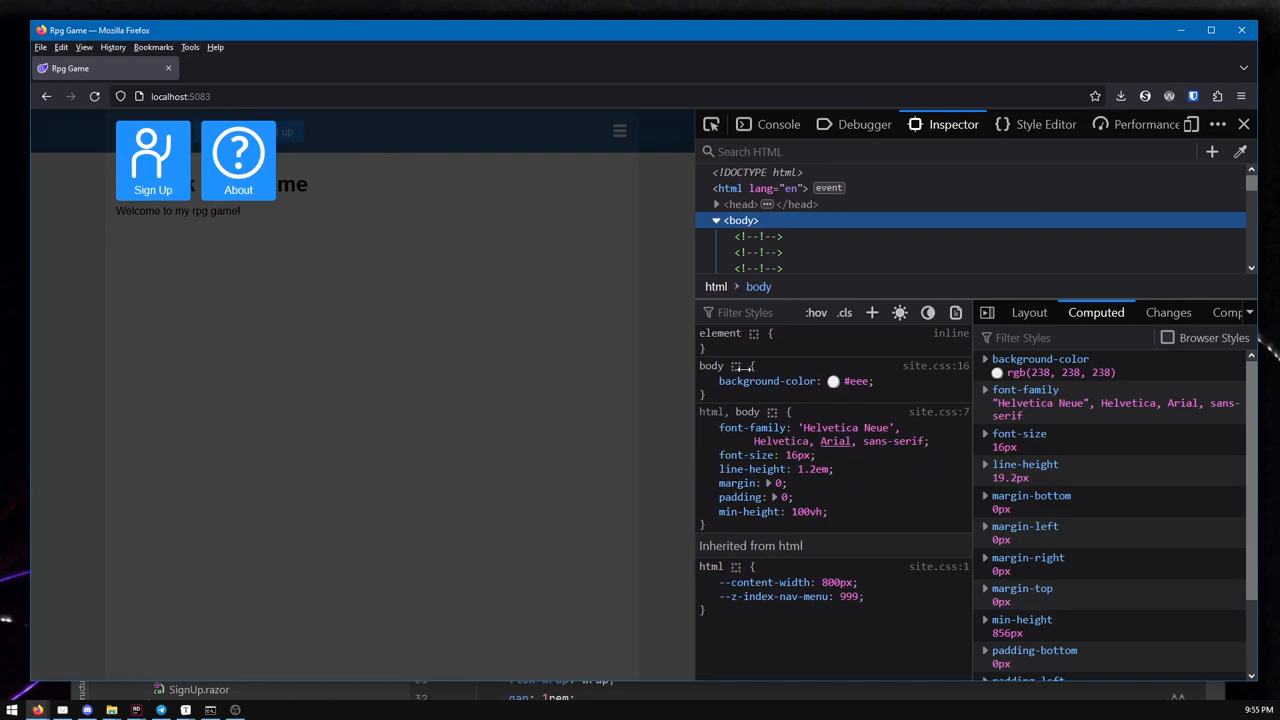 Rpg Game — Mozilla Firefox
File Edit View History Bookmarks Tools Help
Rpg Game
localhost:5083
up
Sign Up
About
me
Welcome to my rpg game!
Console Debugger Inspector Style Editor Performance
Search HTML
<!DOCTYPE html>
<html lang="en"> event
<head> ⋯ </head>
<body>
<!--!-->
<!--!-->
<!--!-->
html body
Filter Styles :hov .cls
element { inline
}
body { site.css:16
background-color: #eee;
}
html, body { site.css:7
font-family: 'Helvetica Neue',
Helvetica, Arial, sans-serif;
font-size: 16px;
line-height: 1.2em;
margin: 0;
padding: 0;
min-height: 100vh;
}
Inherited from html
html { site.css:1
--content-width: 800px;
--z-index-nav-menu: 999;
}
Layout Computed Changes Comp
Filter Styles Browser Styles
background-color
rgb(238, 238, 238)
font-family
"Helvetica Neue", Helvetica, Arial, sans-
serif
font-size
16px
line-height
19.2px
margin-bottom
0px
margin-left
0px
margin-right
0px
margin-top
0px
min-height
856px
padding-bottom
0px
padding-left
SignUp.razor
32 gap: 1rem;
9:55 PM